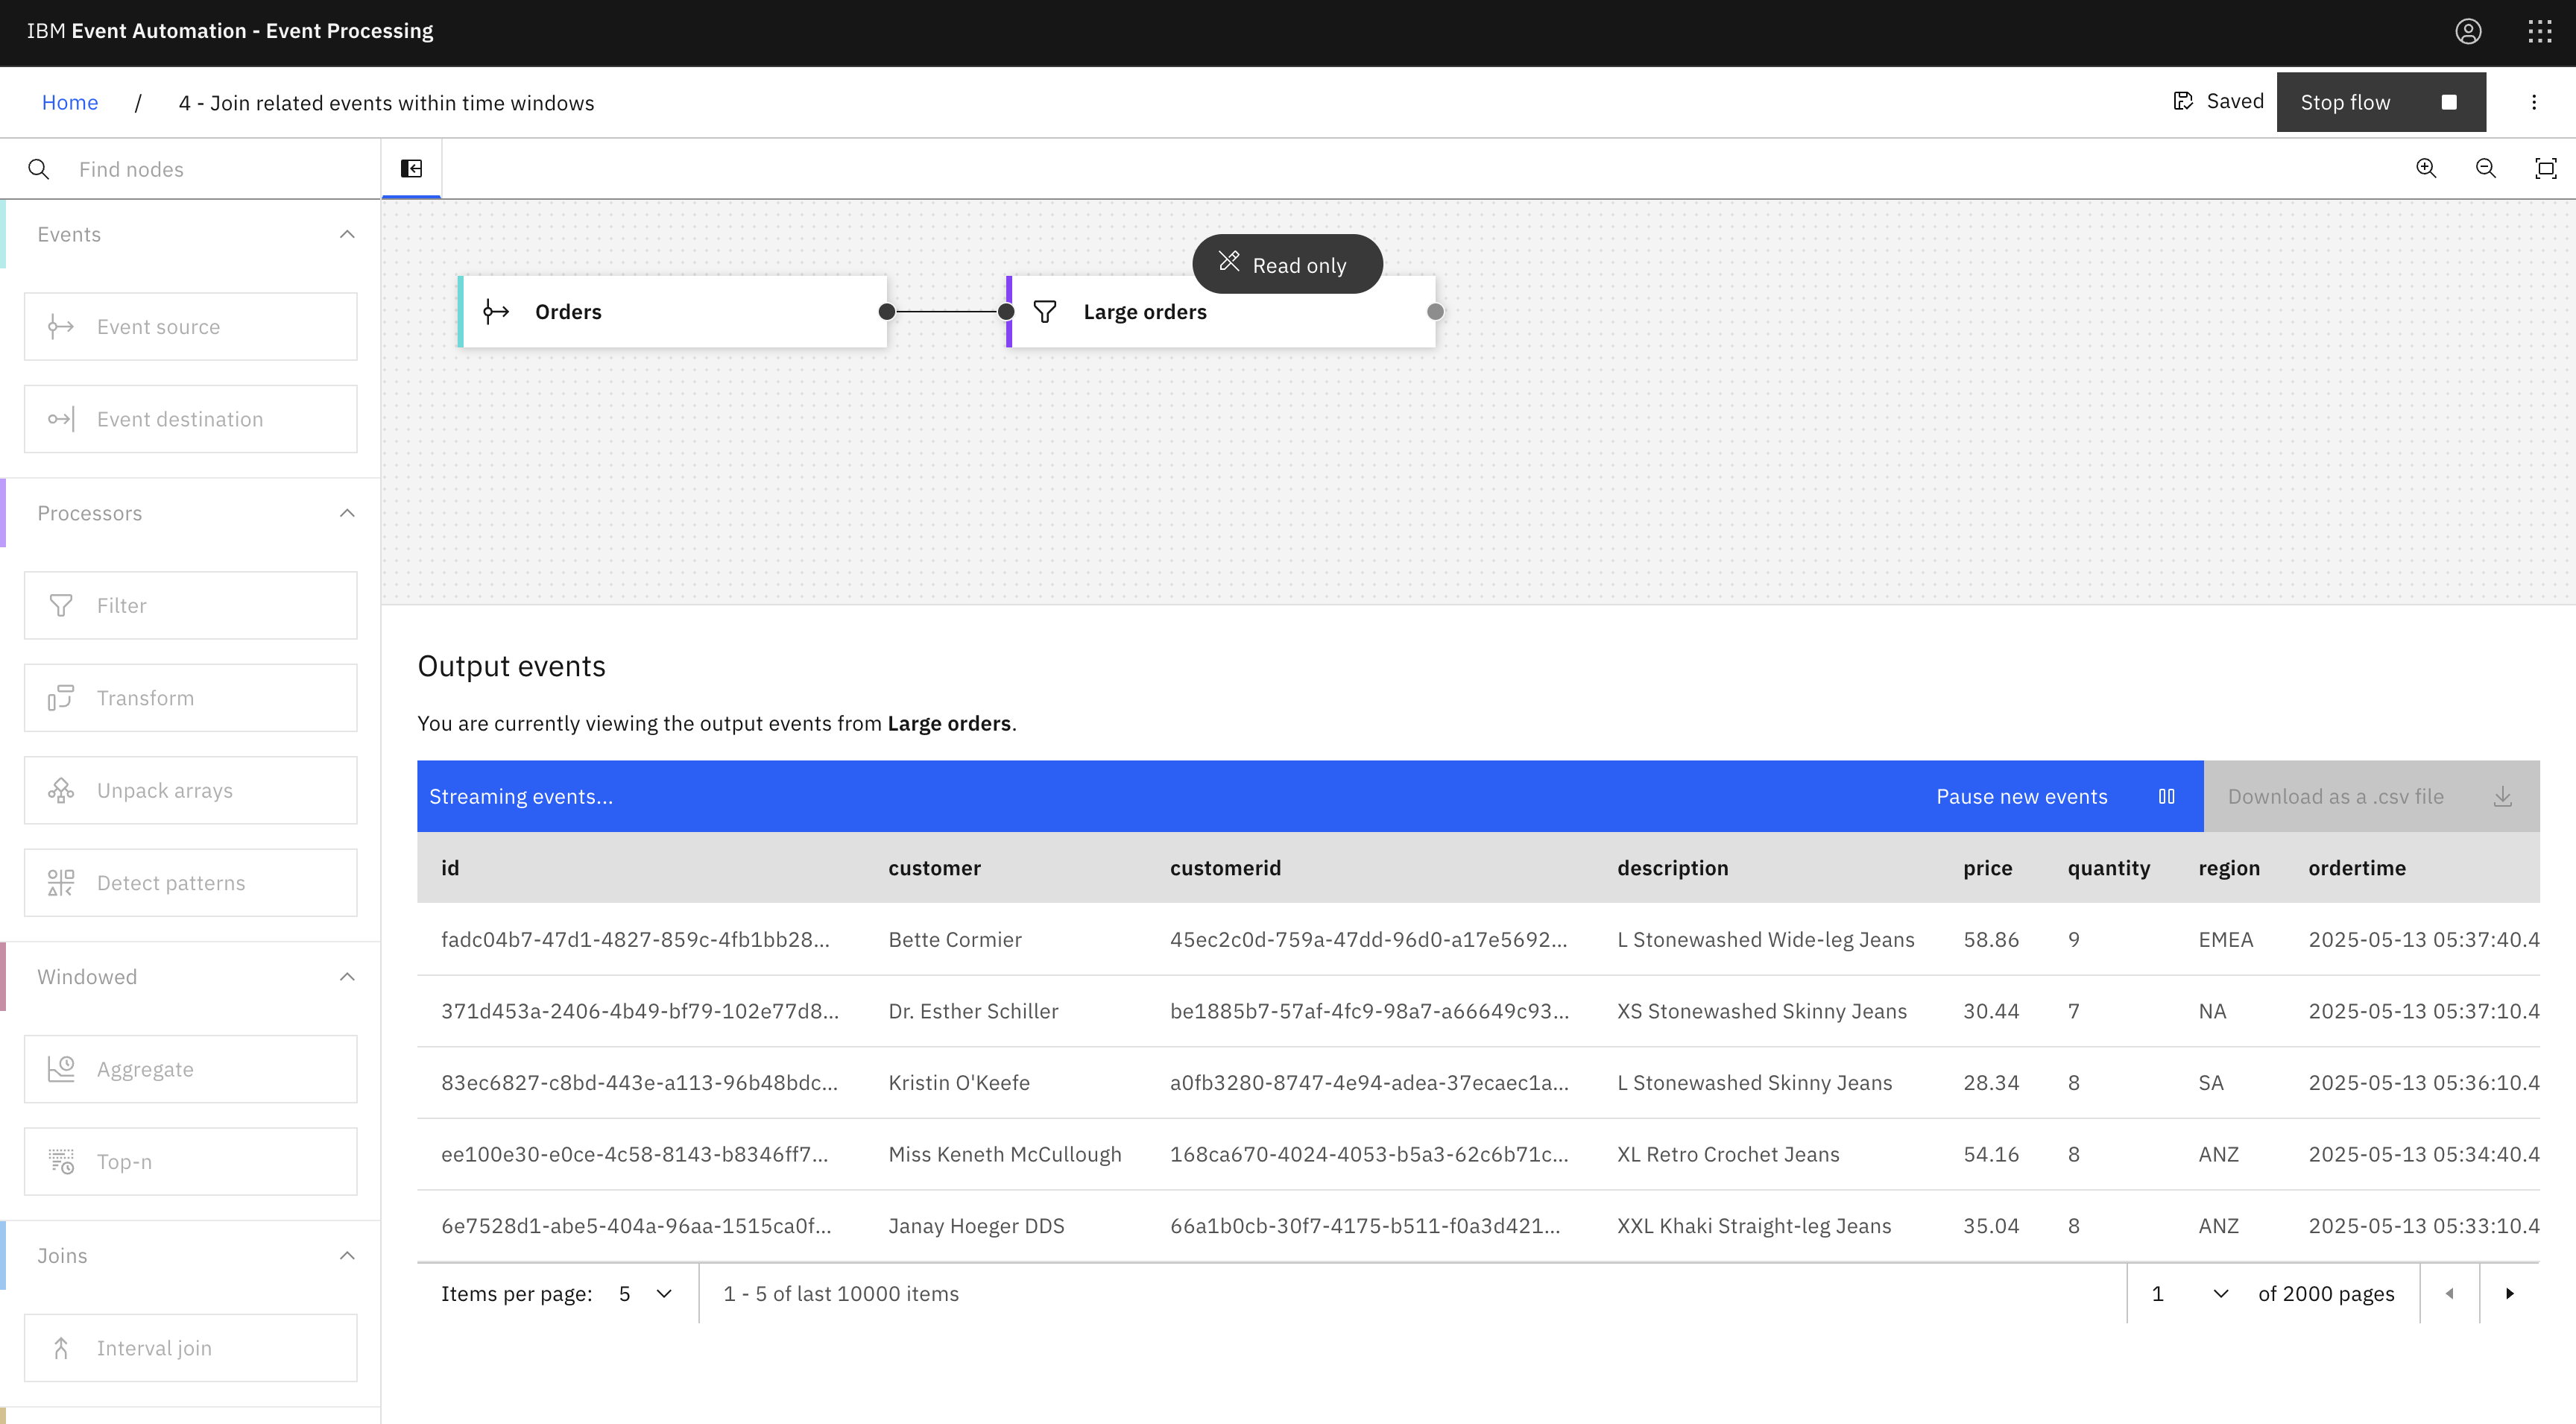 IBM Event Automation - Event Processing
Home / 4 - Join related events within time windows
Saved
Stop flow
Find nodes
Events
Event source
Event destination
Processors
Filter
Transform
Unpack arrays
Detect patterns
Windowed
Aggregate
Top-n
Joins
Interval join
Read only
Orders
Large orders
Output events
You are currently viewing the output events from Large orders.
Streaming events... Pause new events Download as a .csv file
id customer customerid description price quantity region ordertime
fadc04b7-47d1-4827-859c-4fb1bb28... Bette Cormier 45ec2c0d-759a-47dd-96d0-a17e5692... L Stonewashed Wide-leg Jeans 58.86 9 EMEA 2025-05-13 05:37:40.4
371d453a-2406-4b49-bf79-102e77d8... Dr. Esther Schiller be1885b7-57af-4fc9-98a7-a66649c93... XS Stonewashed Skinny Jeans 30.44 7 NA 2025-05-13 05:37:10.4
83ec6827-c8bd-443e-a113-96b48bdc... Kristin O'Keefe a0fb3280-8747-4e94-adea-37ecaec1a... L Stonewashed Skinny Jeans 28.34 8 SA 2025-05-13 05:36:10.4
ee100e30-e0ce-4c58-8143-b8346ff7... Miss Keneth McCullough 168ca670-4024-4053-b5a3-62c6b71c... XL Retro Crochet Jeans 54.16 8 ANZ 2025-05-13 05:34:40.4
6e7528d1-abe5-404a-96aa-1515ca0f... Janay Hoeger DDS 66a1b0cb-30f7-4175-b511-f0a3d421... XXL Khaki Straight-leg Jeans 35.04 8 ANZ 2025-05-13 05:33:10.4
Items per page: 5 1 - 5 of last 10000 items 1 of 2000 pages